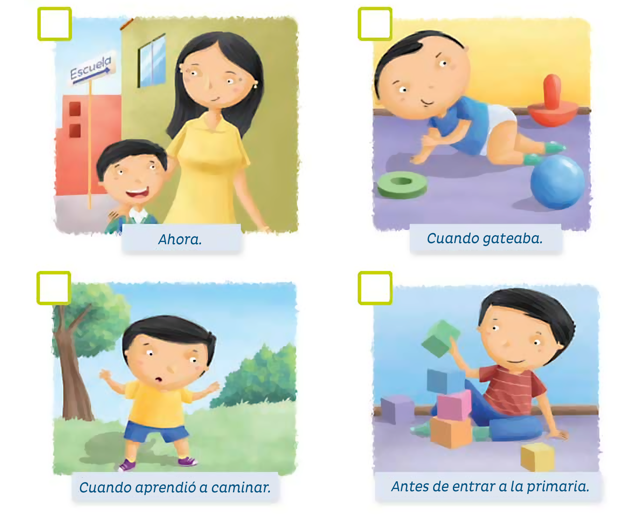 Escuela
Ahora.
Cuando gateaba.
Cuando aprendió a caminar.
Antes de entrar a la primaria.